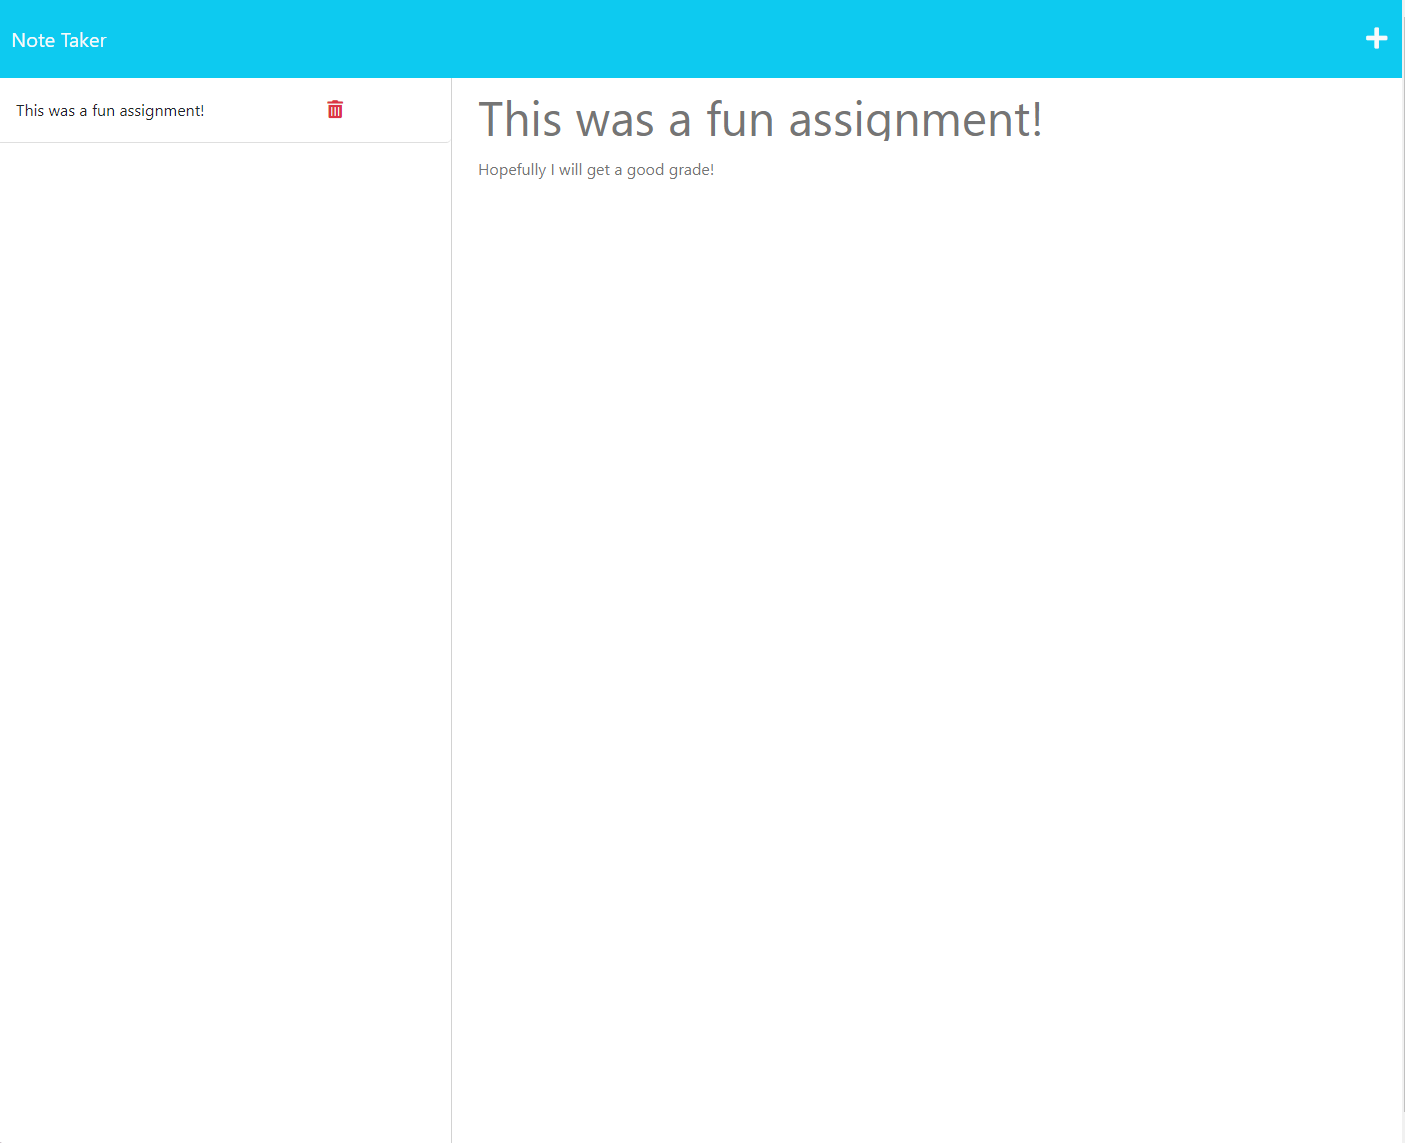 Note Taker
This was a fun assignment!
This was a fun assignment!
Hopefully I will get a good grade!